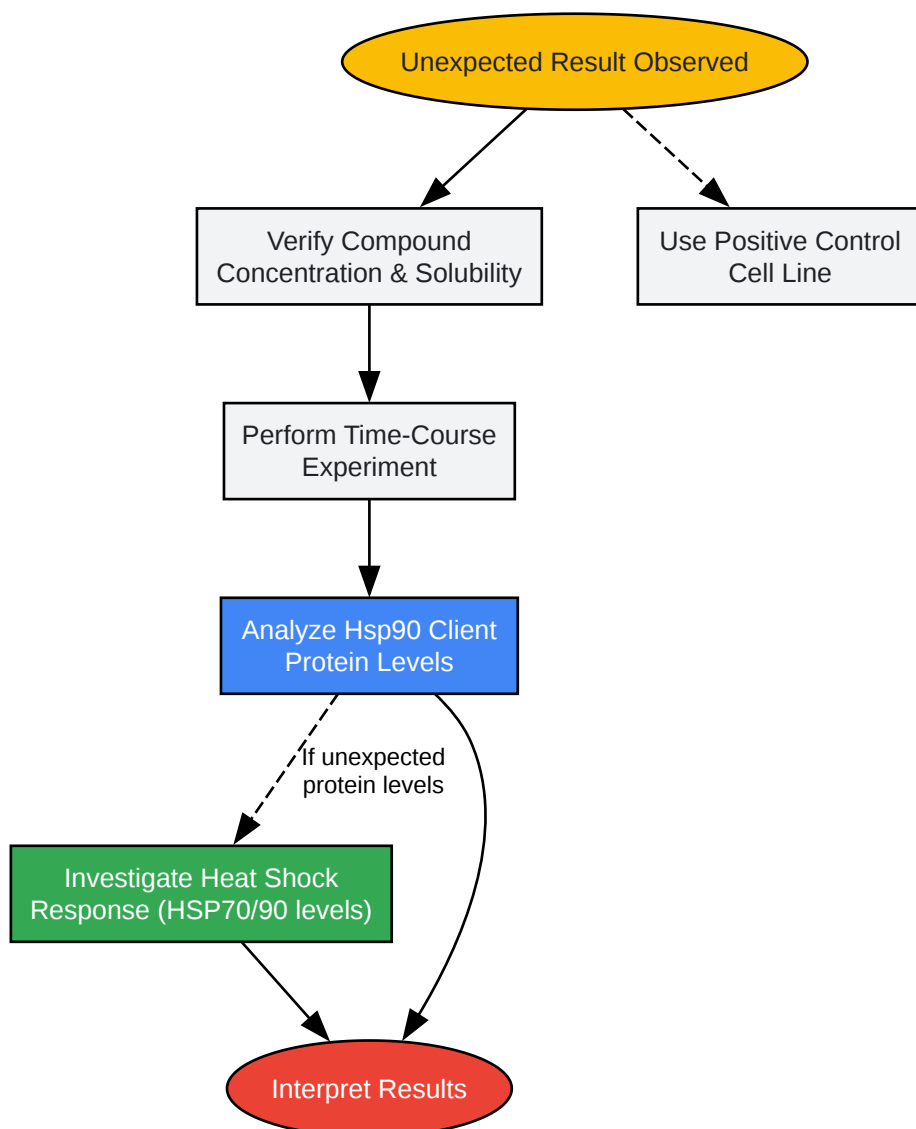 Unexpected Result Observed
Verify Compound
Concentration & Solubility
Use Positive Control
Cell Line
Perform Time-Course
Experiment
Analyze Hsp90 Client
Protein Levels
If unexpected
protein levels
Investigate Heat Shock
Response (HSP70/90 levels)
Interpret Results